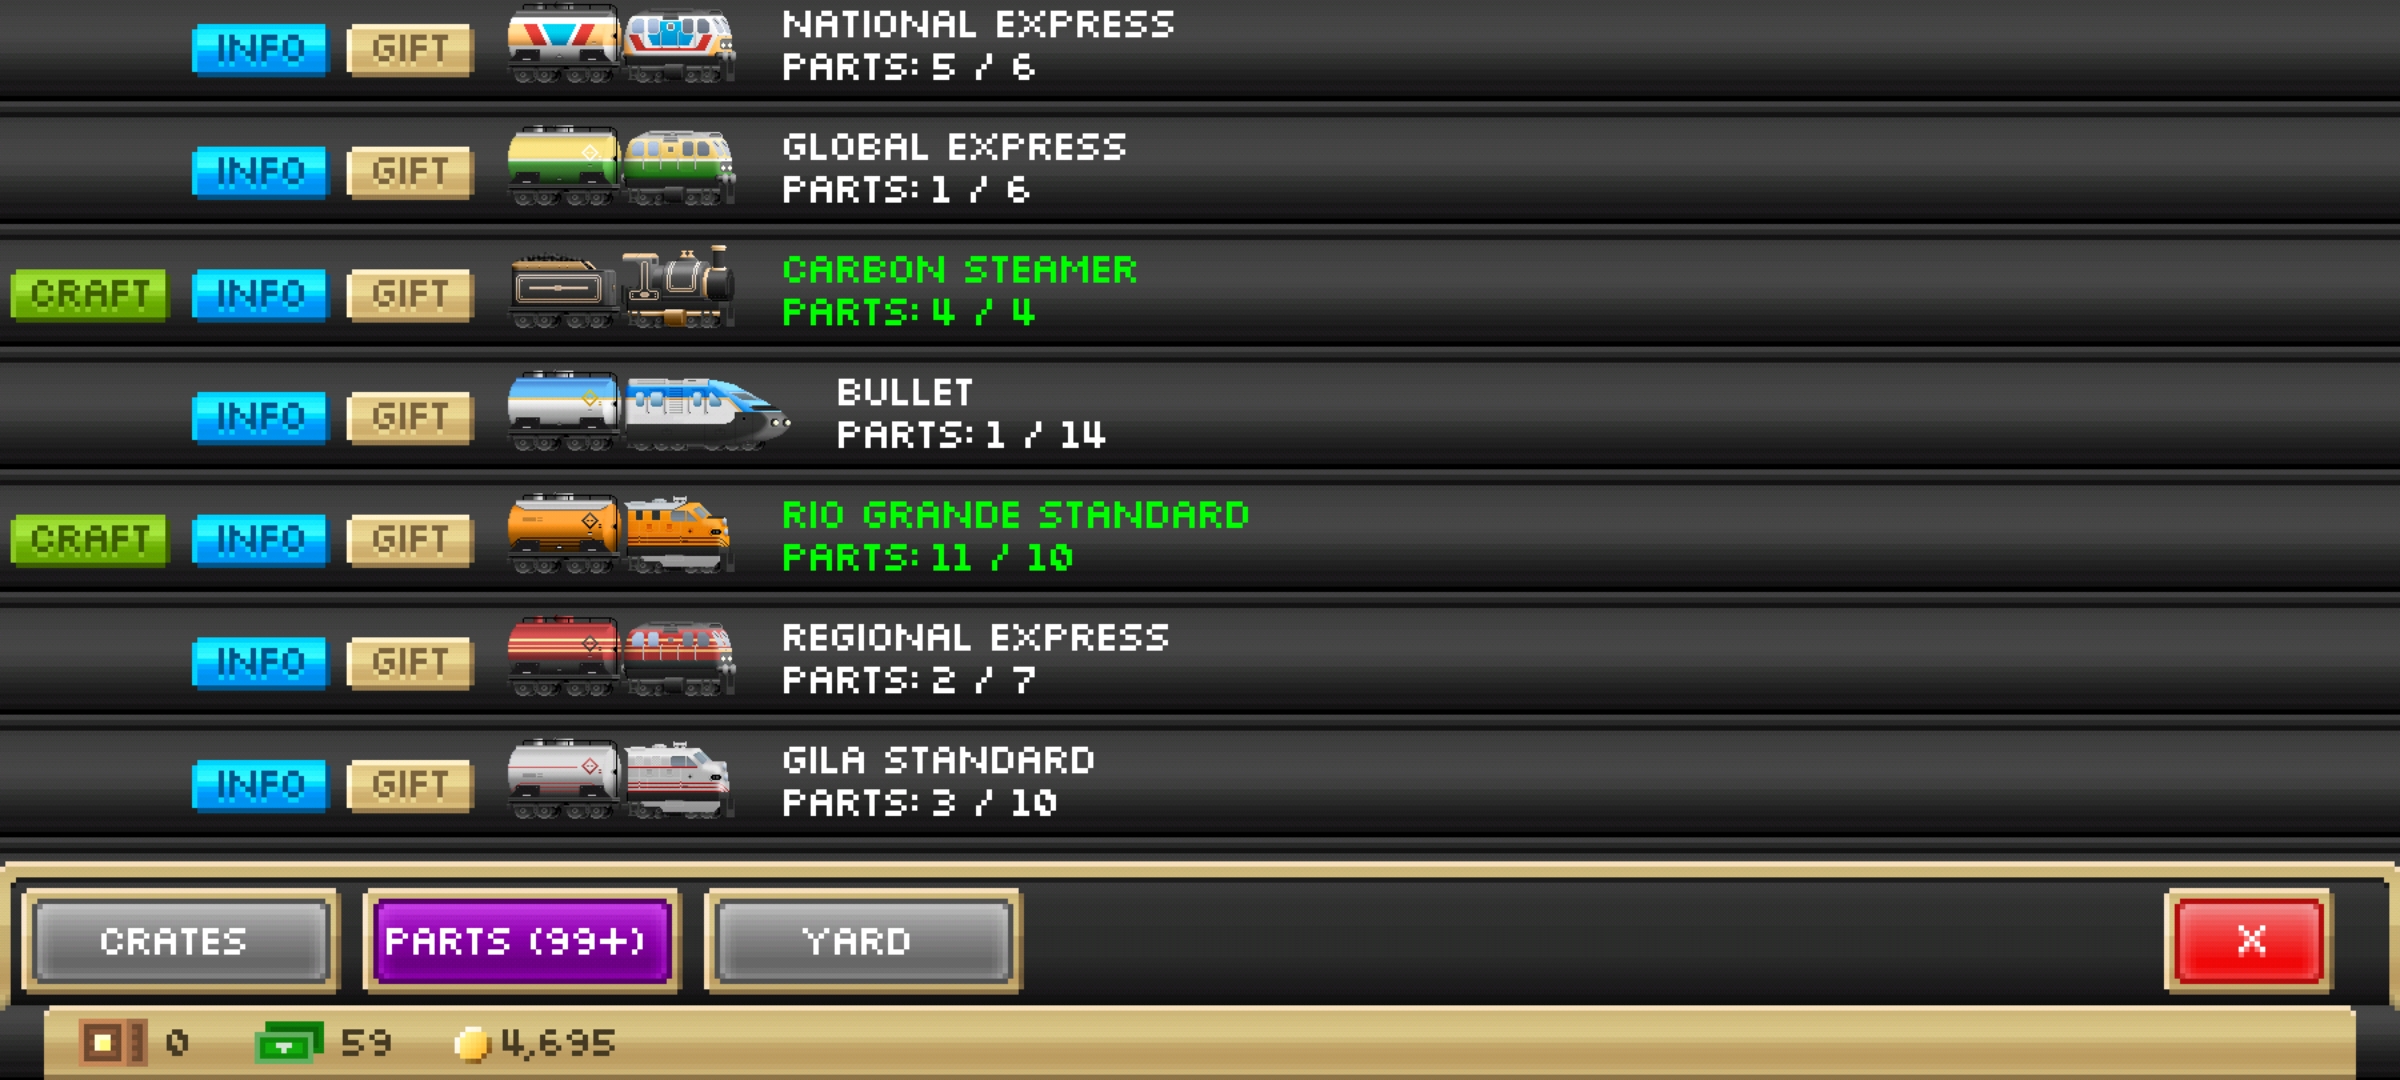 INFO GIFT NATIONAL EXPRESS
PARTS: 5 / 6
INFO GIFT GLOBAL EXPRESS
PARTS: 1 / 6
CRAFT INFO GIFT CARBON STEAMER
PARTS: 4 / 4
INFO GIFT BULLET
PARTS: 1 / 14
CRAFT INFO GIFT RIO GRANDE STANDARD
PARTS: 11 / 10
INFO GIFT REGIONAL EXPRESS
PARTS: 2 / 7
INFO GIFT GILA STANDARD
PARTS: 3 / 10
CRATES PARTS (99+) YARD X
0 59 4,695